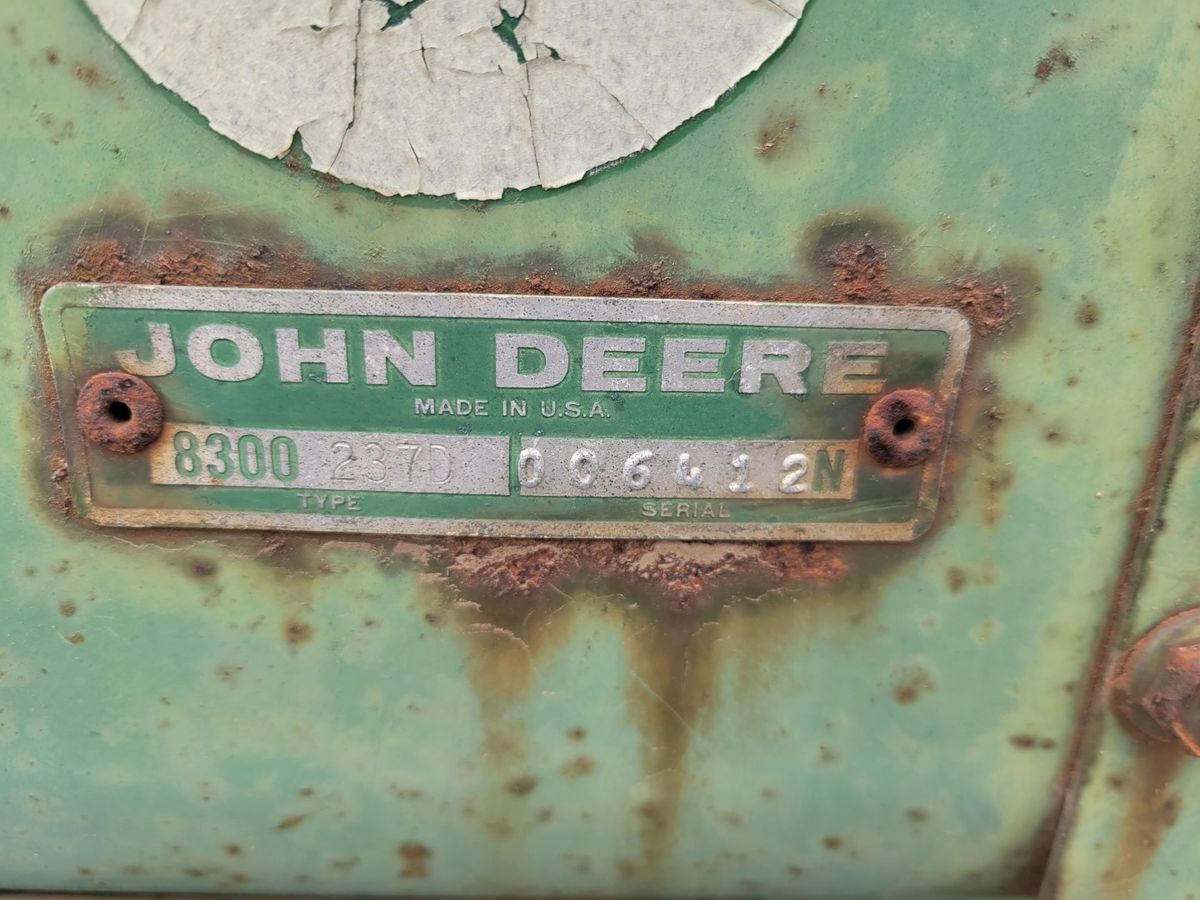 JOHN DEERE
MADE IN U.S.A.
8300 237D 006412N
TYPE SERIAL